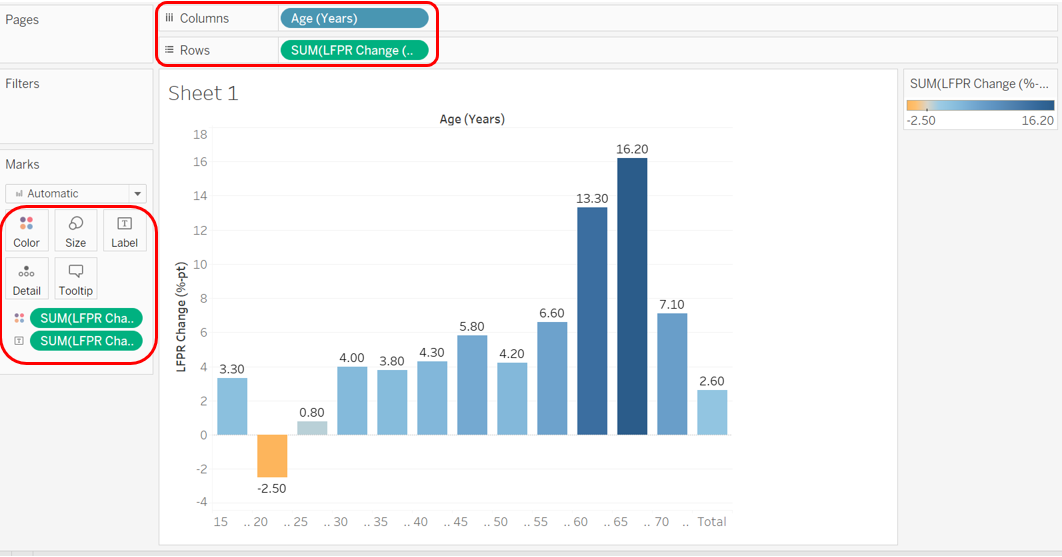 Pages
Columns
Age (Years)
Rows
SUM(LFPR Change (..
Filters
Marks
Automatic
Color
Size
Label
Detail
Tooltip
SUM(LFPR Cha..
SUM(LFPR Cha..
Sheet 1
Age (Years)
LFPR Change (%-pt)
18
16
14
12
10
8
6
4
2
0
-2
-4
3.30
-2.50
0.80
4.00
3.80
4.30
5.80
4.20
6.60
13.30
16.20
7.10
2.60
15 .. 20 .. 25 .. 30 .. 35 .. 40 .. 45 .. 50 .. 55 .. 60 .. 65 .. 70 .. Total
SUM(LFPR Change (%-...
-2.50 16.20